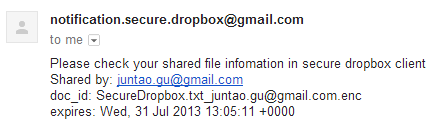 notification.secure.dropbox@gmail.com
to me
Please check your shared file infomation in secure dropbox client
Shared by: juntao.gu@gmail.com
doc_id: SecureDropbox.txt_juntao.gu@gmail.com.enc
expires: Wed, 31 Jul 2013 13:05:11 +0000